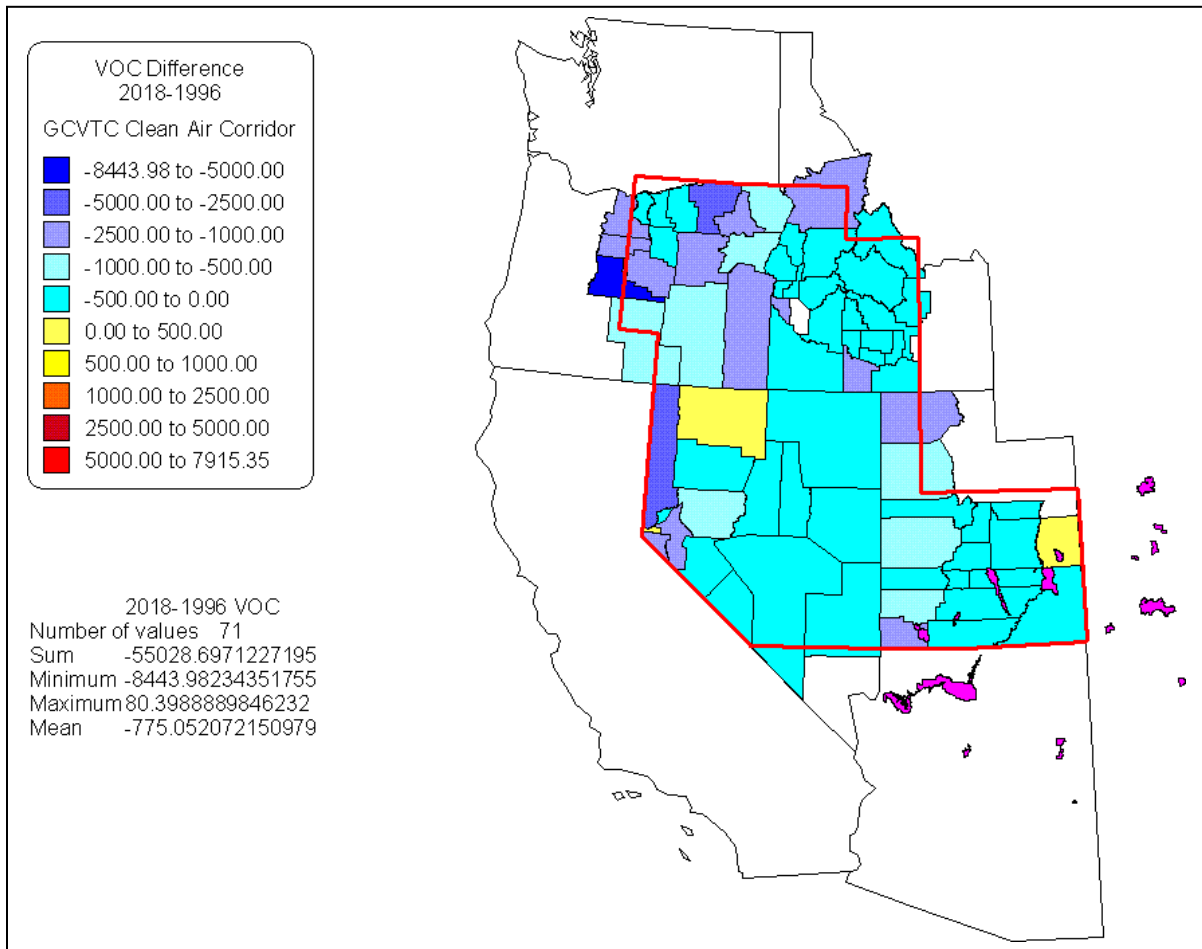 VOC Difference
2018-1996
GCVTC Clean Air Corridor
-8443.98 to -5000.00
-5000.00 to -2500.00
-2500.00 to -1000.00
-1000.00 to -500.00
-500.00 to 0.00
0.00 to 500.00
500.00 to 1000.00
1000.00 to 2500.00
2500.00 to 5000.00
5000.00 to 7915.35
2018-1996 VOC
Number of values 71
Sum -55028.6971227195
Minimum -8443.98234351755
Maximum 80.3988889846232
Mean -775.052072150979